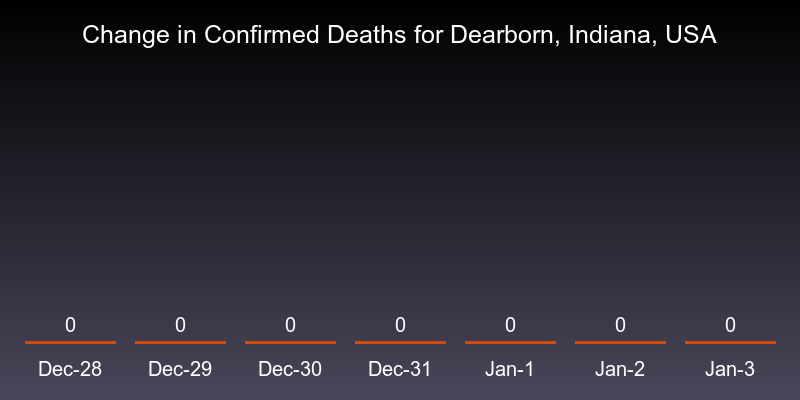 Change in Confirmed Deaths for Dearborn, Indiana, USA
0 0 0 0 0 0 0
Dec-28 Dec-29 Dec-30 Dec-31 Jan-1 Jan-2 Jan-3